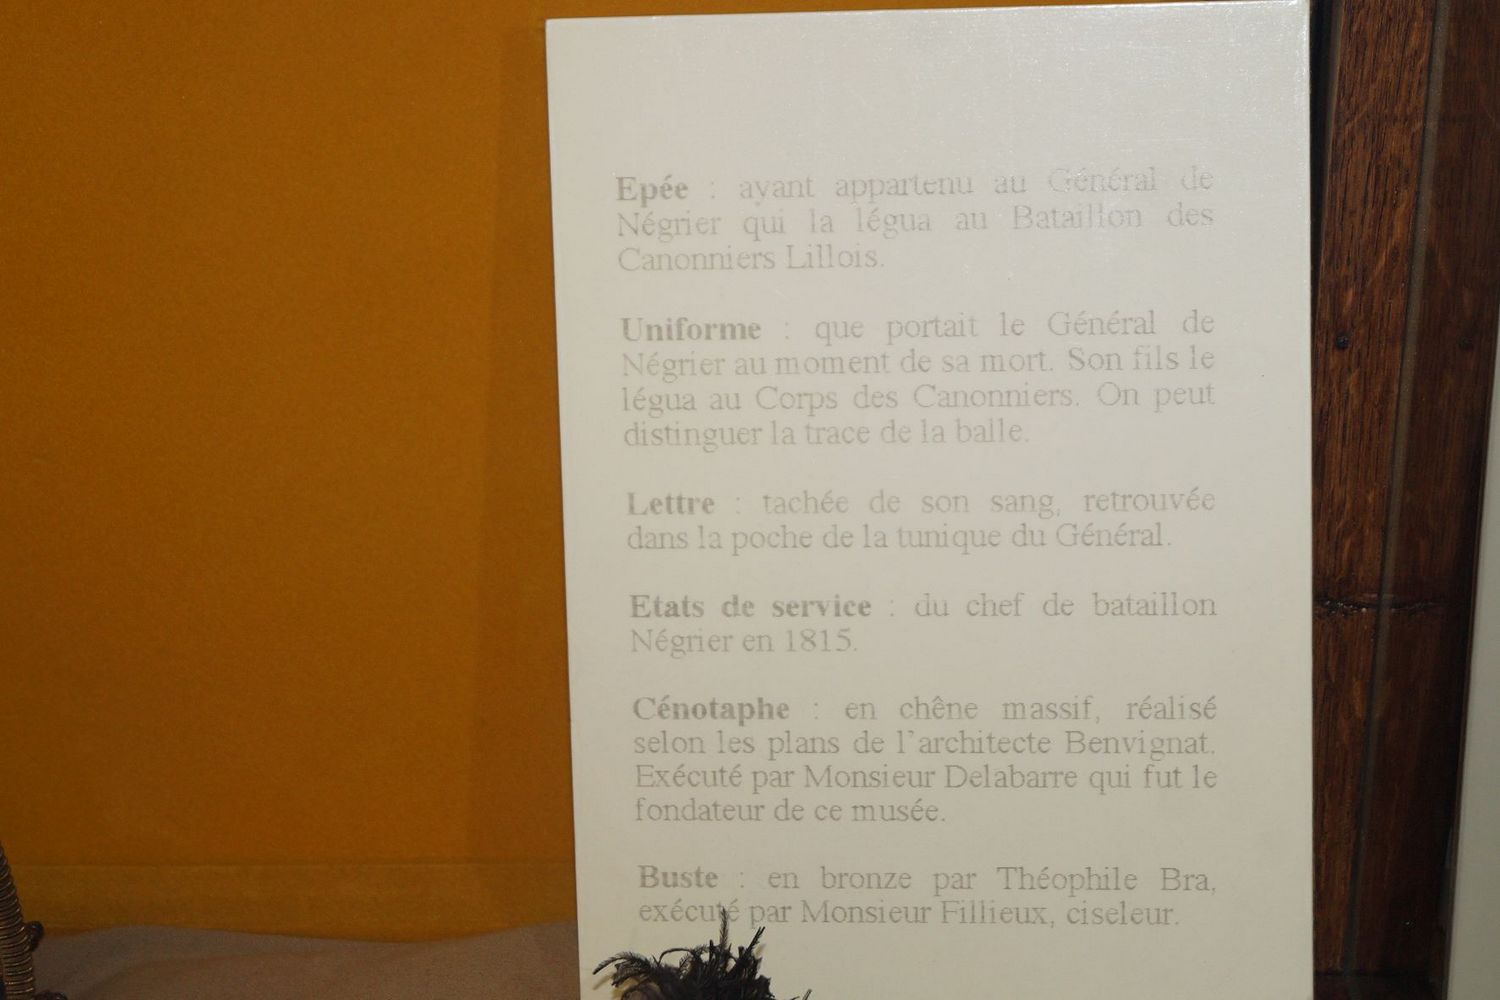 Epée : ayant appartenu au Général de
Négrier qui la légua au Bataillon des
Canonniers Lillois.
Uniforme : que portait le Général de
Négrier au moment de sa mort. Son fils le
légua au Corps des Canonniers. On peut
distinguer la trace de la balle.
Lettre : tachée de son sang, retrouvée
dans la poche de la tunique du Général.
Etats de service : du chef de bataillon
Négrier en 1815.
Cénotaphe : en chêne massif, réalisé
selon les plans de l'architecte Benvignat.
Exécuté par Monsieur Delabarre qui fut le
fondateur de ce musée.
Buste : en bronze par Théophile Bra,
exécuté par Monsieur Fillieux, ciseleur.